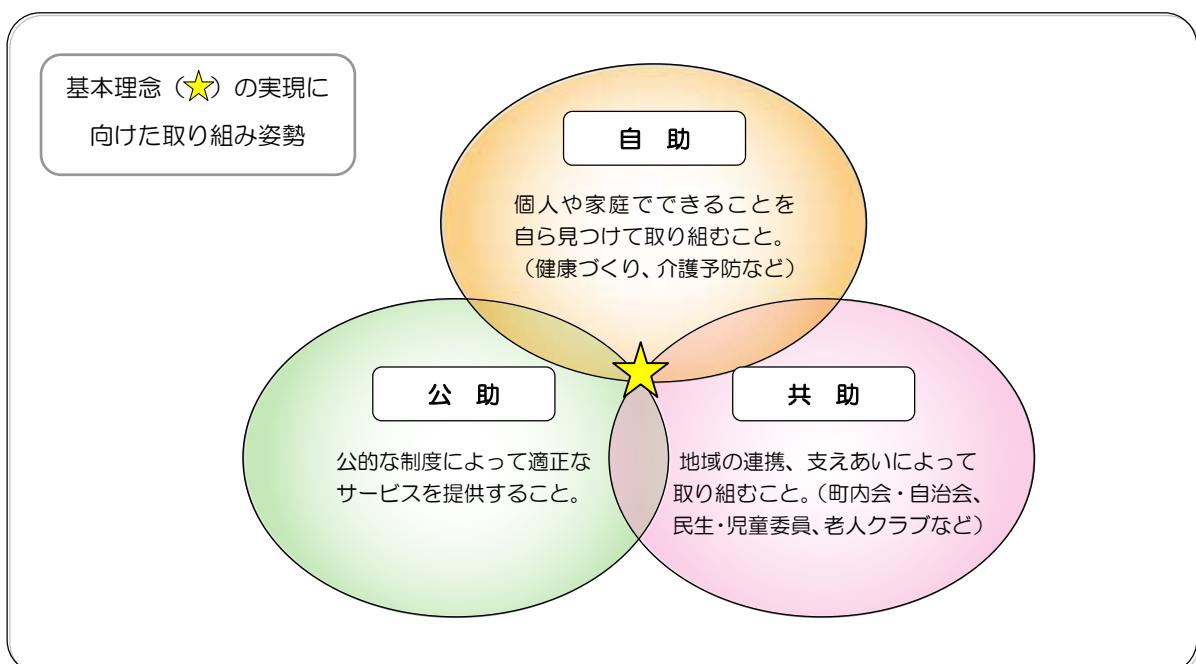 基本理念（☆）の実現に
向けた取り組み姿勢
自　助
個人や家庭でできることを
自ら見つけて取り組むこと。
（健康づくり、介護予防など）
公　助
公的な制度によって適正な
サービスを提供すること。
共　助
地域の連携、支えあいによって
取り組むこと。（町内会・自治会、
民生・児童委員、老人クラブなど）